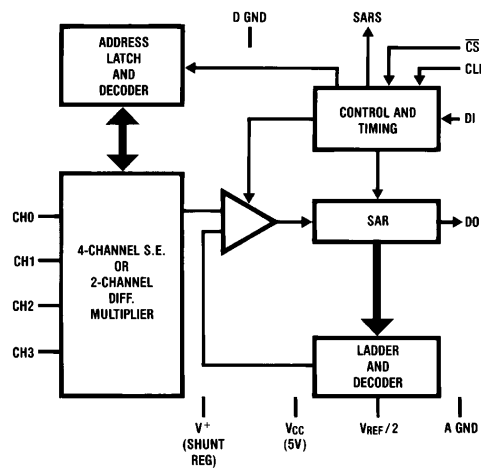 D GND
SARS
CS
CLI
DI
ADDRESS
LATCH
AND
DECODER
CONTROL AND
TIMING
CH0
CH1
CH2
CH3
4-CHANNEL S.E.
OR
2-CHANNEL
DIFF.
MULTIPLIER
SAR
DO
LADDER
AND
DECODER
V+
(SHUNT
REG)
VCC
(5V)
VREF/2
A GND